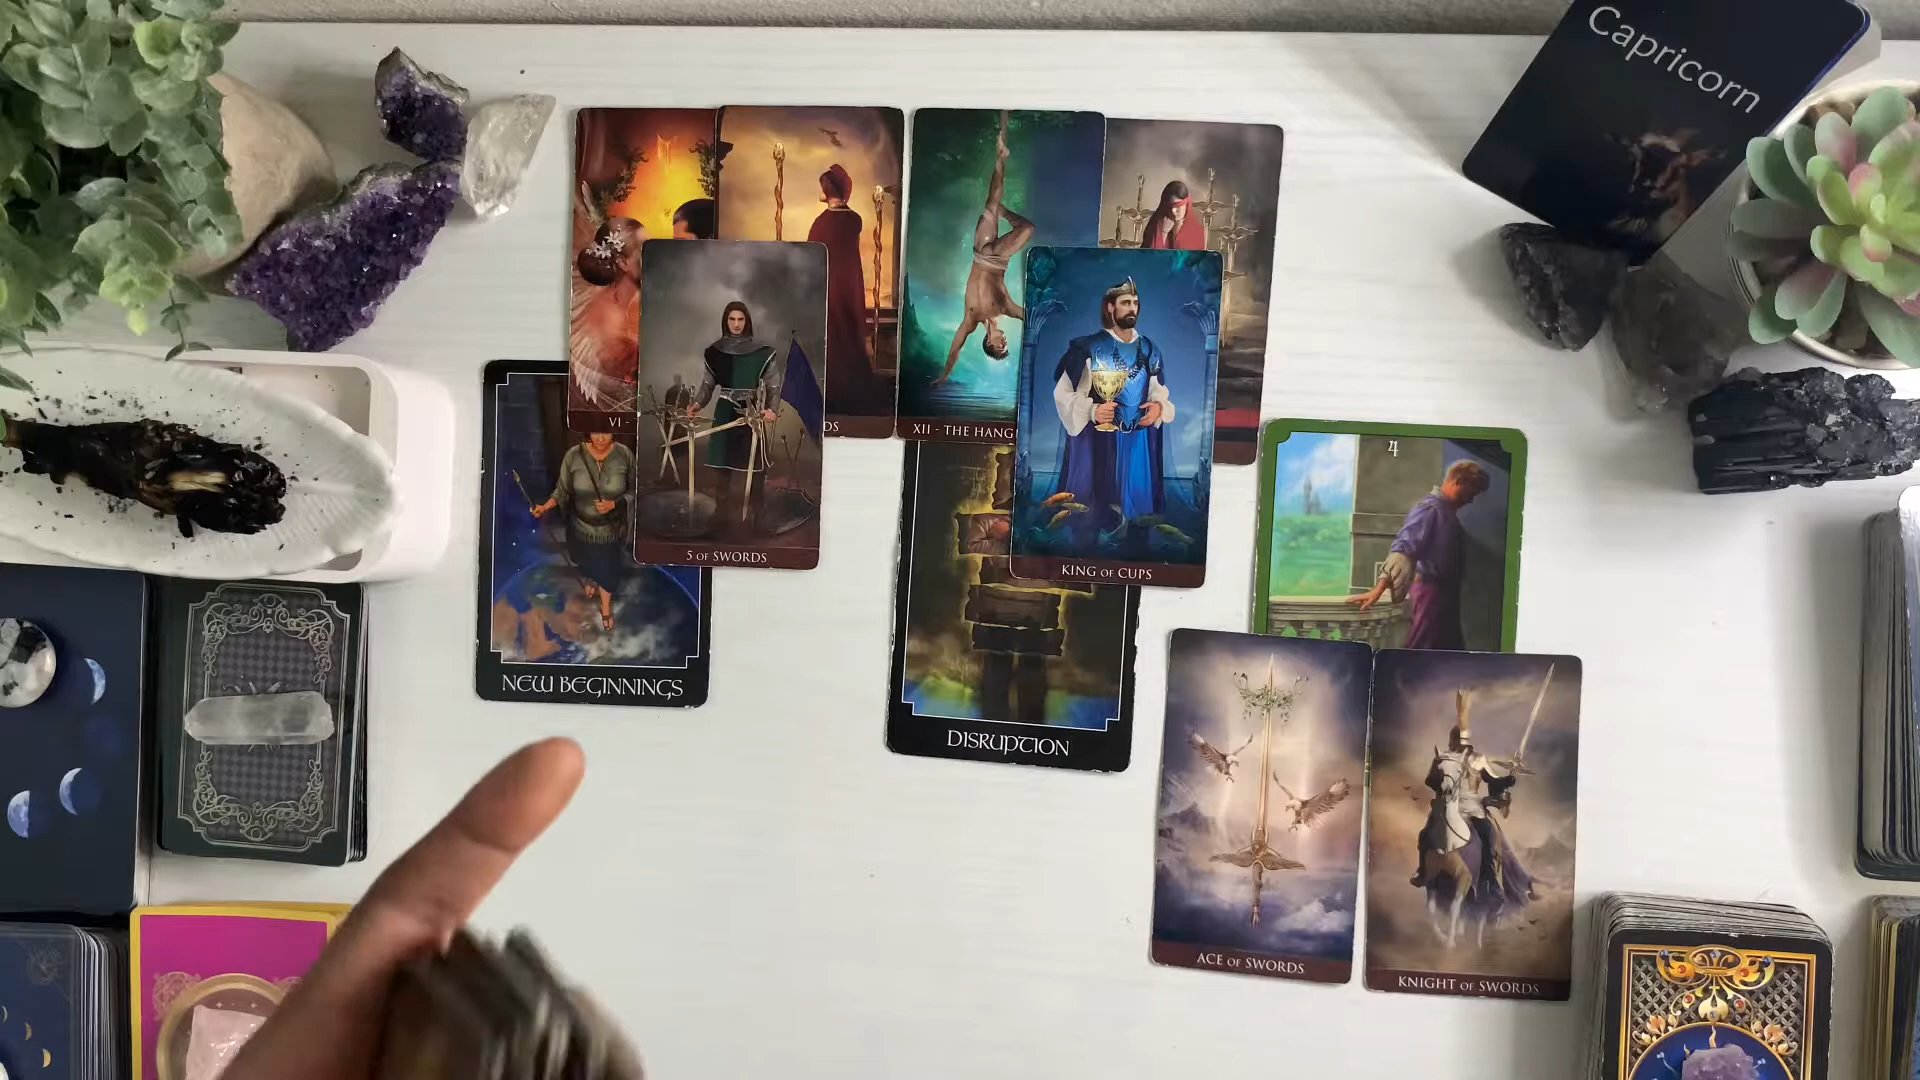 Capricorn
VI -
DS
XII - THE HANG
5 OF SWORDS
KING OF CUPS
4
NEW BEGINNINGS
DISRUPTION
ACE OF SWORDS
KNIGHT OF SWORDS